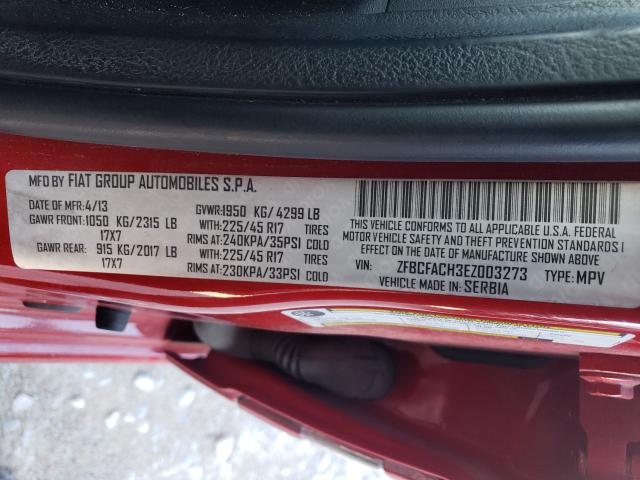 MFD BY FIAT GROUP AUTOMOBILES S.P.A.
DATE OF MFR:4/13 GVWR:1950 KG/4299 LB
GAWR FRONT:1050 KG/2315 LB 225/45 R17 TIRES
17X7 RIMS AT:240KPA/35PSI COLD
GAWR REAR: 915 KG/2017 LB 225/45 R17 TIRES
17X7 RIMS AT:230KPA/33PSI COLD
THIS VEHICLE CONFORMS TO ALL APPLICABLE U.S.A. FEDERAL
MOTOR VEHICLE SAFETY AND THEFT PREVENTION STANDARDS I
EFFECT ON THE DATE OF MANUFACTURE SHOWN ABOVE.
VIN: ZFBCFACH3EZ003273 TYPE: MPV
VEHICLE MADE IN: SERBIA